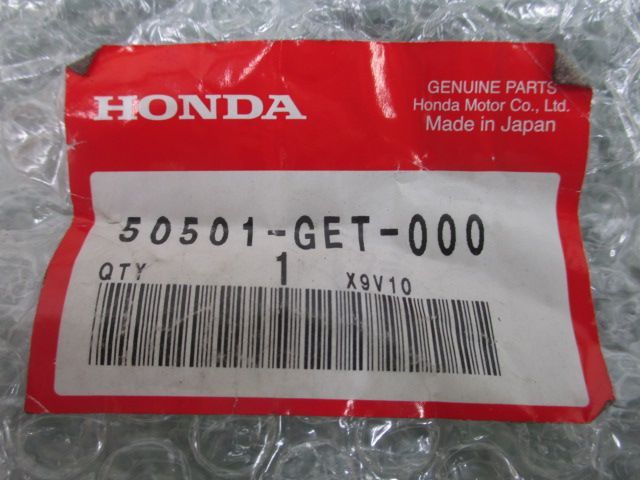 HONDA
GENUINE PARTS
Honda Motor Co., Ltd.
Made in Japan
50501-GET-000
QTY 1 X9V10